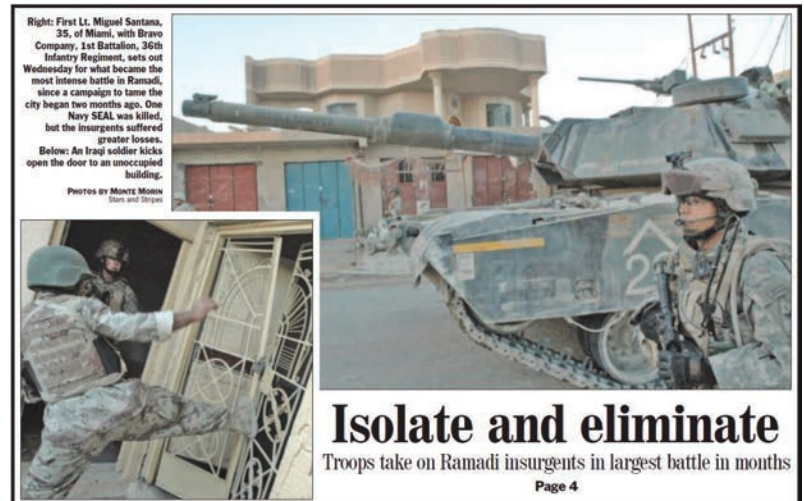 Right: First Lt. Miguel Santana,
35, of Miami, with Bravo
Company, 1st Battalion, 36th
Infantry Regiment, sets out
Wednesday for what became the
most intense battle in Ramadi,
since a campaign to tame the
city began two months ago. One
Navy SEAL was killed,
but the insurgents suffered
greater losses.
Below: An Iraqi soldier kicks
open the door to an unoccupied
building.
PHOTOS BY MONTE MORIN
Stars and Stripes
2
Isolate and eliminate
Troops take on Ramadi insurgents in largest battle in months
Page 4